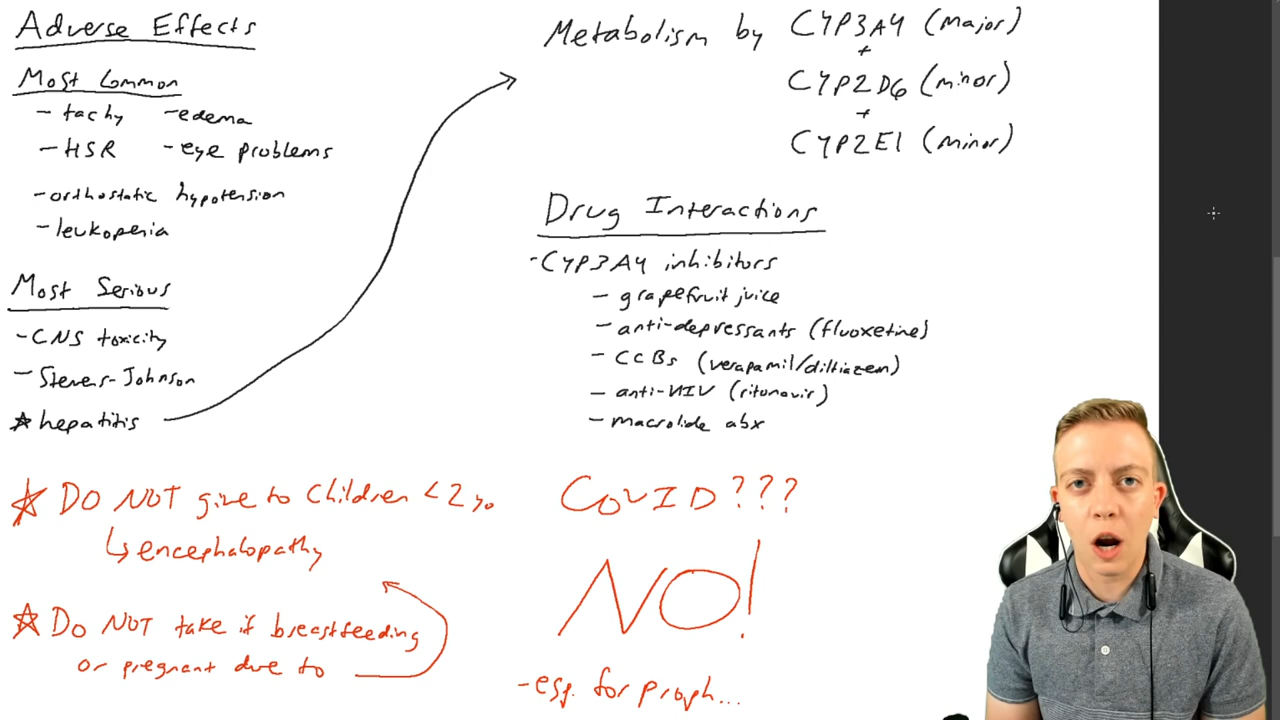 Adverse Effects
Most Common
- tachy - edema
- HSR - eye problems
- orthostatic hypotension
- leukopenia
Most Serious
- CNS toxicity
- Stevens-Johnson
☆ hepatitis
Metabolism by CYP3A4 (major)
+
CYP2D6 (minor)
+
CYP2E1 (minor)
Drug Interactions
- CYP3A4 inhibitors
- grapefruit juice
- anti-depressants (fluoxetine)
- CCBs (verapamil/diltiazem)
- anti-HIV (ritonavir)
- macrolide abx
☆ DO NOT give to children < 2 yo
↳ encephalopathy
☆ Do NOT take if breastfeeding
or pregnant due to
COVID???
NO!
- esp. for proph...